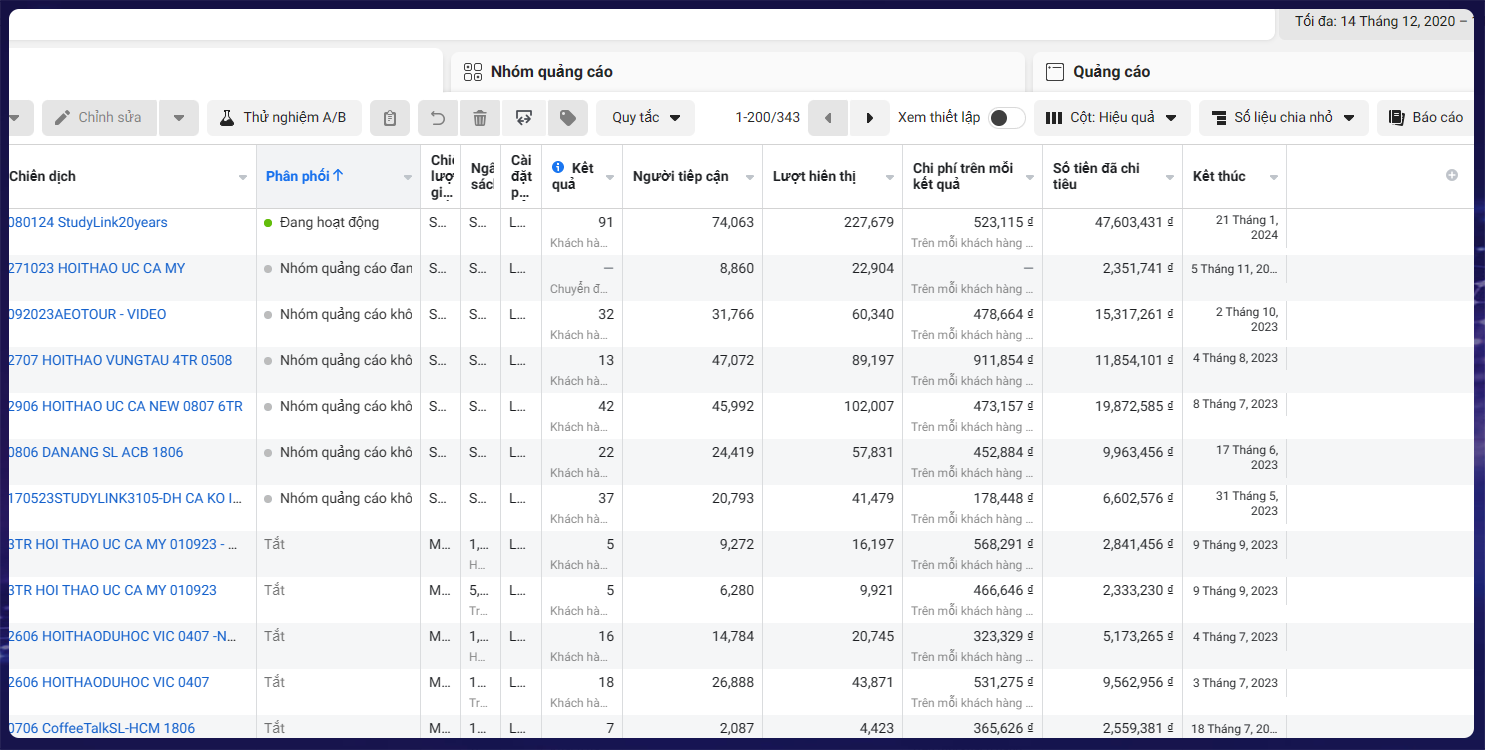 Tối đa: 14 Tháng 12, 2020 –
Nhóm quảng cáo
Quảng cáo
Chỉnh sửa
Thử nghiệm A/B
Quy tắc
1-200/343
Xem thiết lập
Cột: Hiệu quả
Số liệu chia nhỏ
Báo cáo
Chiến dịch
Phân phối ↑
Chiế
lượ
gi...
Ngâ
sácl
Cài
đặt
p...
Kết
quả
Người tiếp cận
Lượt hiển thị
Chi phí trên mỗi
kết quả
Số tiền đã chi
tiêu
Kết thúc
080124 StudyLink20years
Đang hoạt động
S...
S...
L...
91
Khách hà...
74,063
227,679
523,115 ₫
Trên mỗi khách hàng ...
47,603,431 ₫
21 Tháng 1,
2024
271023 HOITHAO UC CA MY
Nhóm quảng cáo đan
S...
S...
L...
—
Chuyển đ...
8,860
22,904
—
Trên mỗi khách hàng ...
2,351,741 ₫
5 Tháng 11, 20...
092023AEOTOUR - VIDEO
Nhóm quảng cáo khô
S...
S...
L...
32
Khách hà...
31,766
60,340
478,664 ₫
Trên mỗi khách hàng ...
15,317,261 ₫
2 Tháng 10,
2023
2707 HOITHAO VUNGTAU 4TR 0508
Nhóm quảng cáo khô
S...
S...
L...
13
Khách hà...
47,072
89,197
911,854 ₫
Trên mỗi khách hàng ...
11,854,101 ₫
4 Tháng 8, 2023
2906 HOITHAO UC CA NEW 0807 6TR
Nhóm quảng cáo khô
S...
S...
L...
42
Khách hà...
45,992
102,007
473,157 ₫
Trên mỗi khách hàng ...
19,872,585 ₫
8 Tháng 7, 2023
0806 DANANG SL ACB 1806
Nhóm quảng cáo khô
S...
S...
L...
22
Khách hà...
24,419
57,831
452,884 ₫
Trên mỗi khách hàng ...
9,963,456 ₫
17 Tháng 6,
2023
170523STUDYLINK3105-DH CA KO I...
Nhóm quảng cáo khô
S...
S...
L...
37
Khách hà...
20,793
41,479
178,448 ₫
Trên mỗi khách hàng ...
6,602,576 ₫
31 Tháng 5,
2023
3TR HOI THAO UC CA MY 010923 - ...
Tắt
M...
1,...
H...
L...
5
Khách hà...
9,272
16,197
568,291 ₫
Trên mỗi khách hàng ...
2,841,456 ₫
9 Tháng 9, 2023
3TR HOI THAO UC CA MY 010923
Tắt
M...
5,...
Tr...
L...
5
Khách hà...
6,280
9,921
466,646 ₫
Trên mỗi khách hàng ...
2,333,230 ₫
9 Tháng 9, 2023
2606 HOITHAODUHOC VIC 0407 -N...
Tắt
M...
1,...
H...
L...
16
Khách hà...
14,784
20,745
323,329 ₫
Trên mỗi khách hàng ...
5,173,265 ₫
4 Tháng 7, 2023
2606 HOITHAODUHOC VIC 0407
Tắt
M...
1...
Tr...
L...
18
Khách hà...
26,888
43,871
531,275 ₫
Trên mỗi khách hàng ...
9,562,956 ₫
3 Tháng 7, 2023
0706 CoffeeTalkSL-HCM 1806
Tắt
M...
1...
L...
7
2,087
4,423
365,626 ₫
2,559,381 ₫
18 Tháng 7, 20...